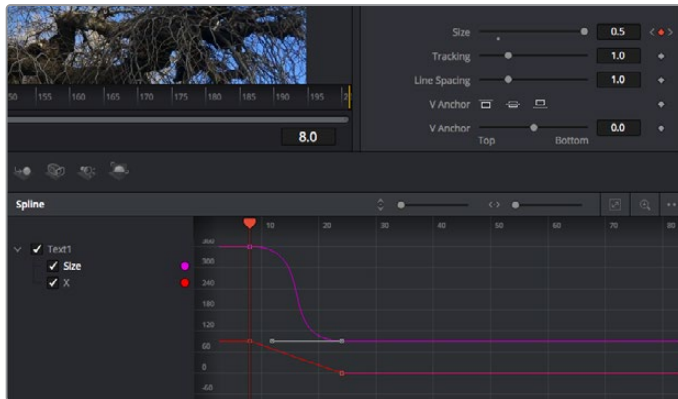 Size 0.5
Tracking 1.0
Line Spacing 1.0
V Anchor
V Anchor 0.0
Top Bottom
150 155 160 165 170 175 180 185 190 195
8.0
Spline
10 20 30 40 50 60 70 80
Text1
Size
X
360
300
240
180
120
60
0
-60